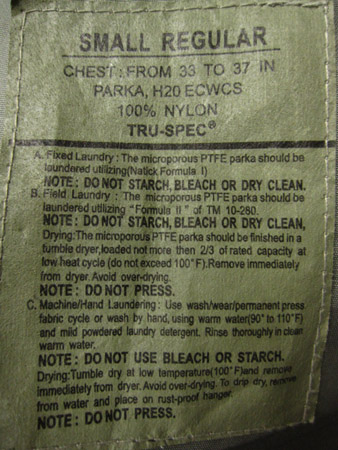 SMALL REGULAR
CHEST: FROM 33 TO 37 IN
PARKA, H20 ECWCS
100% NYLON
TRU-SPEC®
A. Fixed Laundry: The microporous PTFE parka should be
laundered utilizing(Natick Formula I)
NOTE: DO NOT STARCH, BLEACH OR DRY CLEAN.
B. Field Laundry: The microporous PTFE parka should be
laundered utilizing "Formula II" of TM 10-280.
NOTE: DO NOT STARCH, BLEACH OR DRY CLEAN,
Drying:The microporous PTFE parka should be finished in a
tumble dryer,loaded not more then 2/3 of rated capacity at
low heat cycle (do not exceed 100°F).Remove immediately
from dryer. Avoid over-drying.
NOTE: DO NOT PRESS.
C. Machine/Hand Laundering: Use wash/wear/permanent press
fabric cycle or wash by hand, using warm water(90° to 110°F)
and mild powdered laundry detergent. Rinse thoroughly in clean
warm water.
NOTE: DO NOT USE BLEACH OR STARCH.
Drying:Tumble dry at low temperature(100°F)end remove
immediately from dryer. Avoid over-drying. To drip dry, remove
from water and place on rust-proof hanger.
NOTE: DO NOT PRESS.